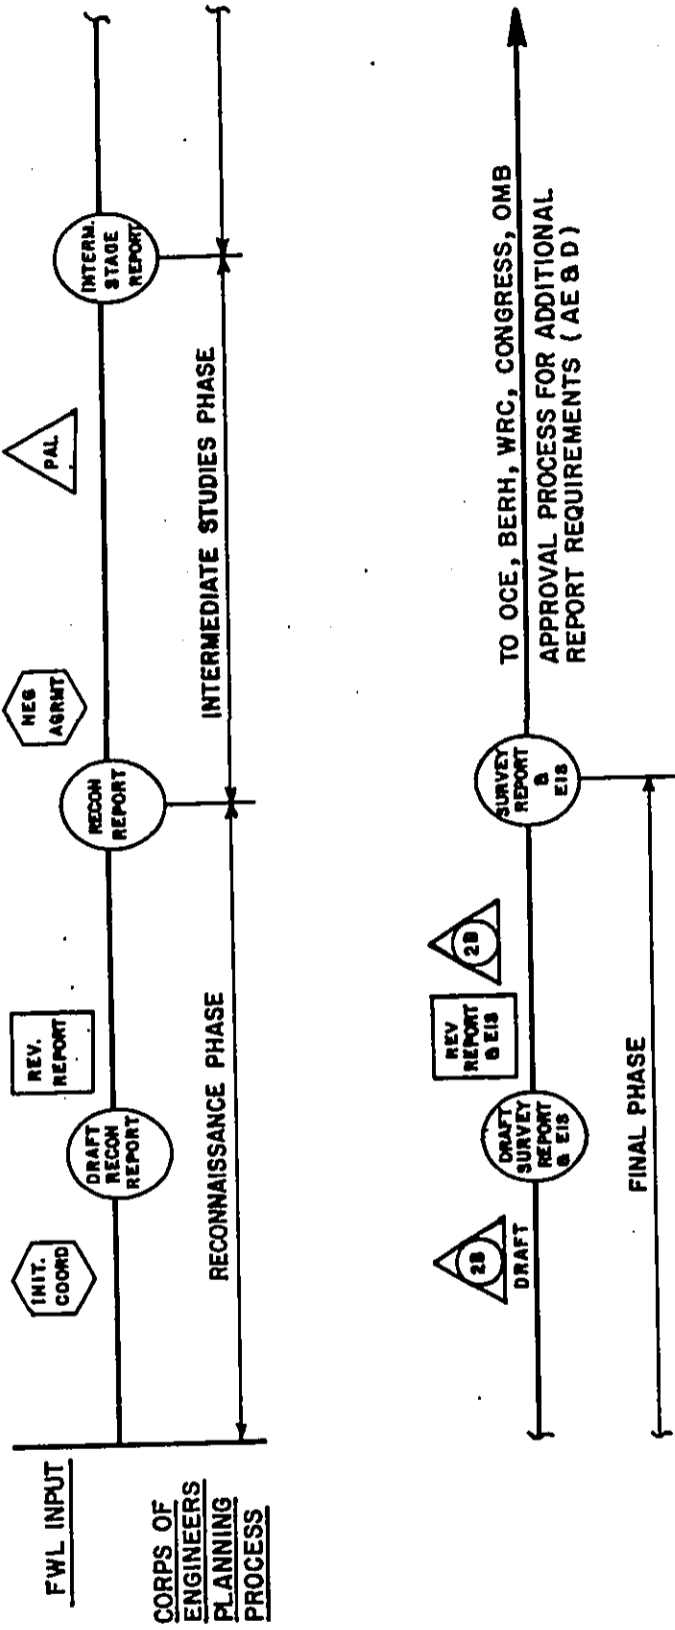 FWL INPUT
CORPS OF
ENGINEERS
PLANNING
PROCESS
INIT.
COORD
DRAFT
RECON
REPORT
REV.
REPORT
RECON
REPORT
NEG
AGRMT
PAL
INTERM.
STAGE
REPORT
RECONNAISSANCE PHASE
INTERMEDIATE STUDIES PHASE
2B
DRAFT
DRAFT
SURVEY
REPORT
& EIS
REV
REPORT
& EIS
2B
SURVEY
REPORT
&
EIS
TO OCE, BERH, WRC, CONGRESS, OMB
APPROVAL PROCESS FOR ADDITIONAL
REPORT REQUIREMENTS (AE & D)
FINAL PHASE